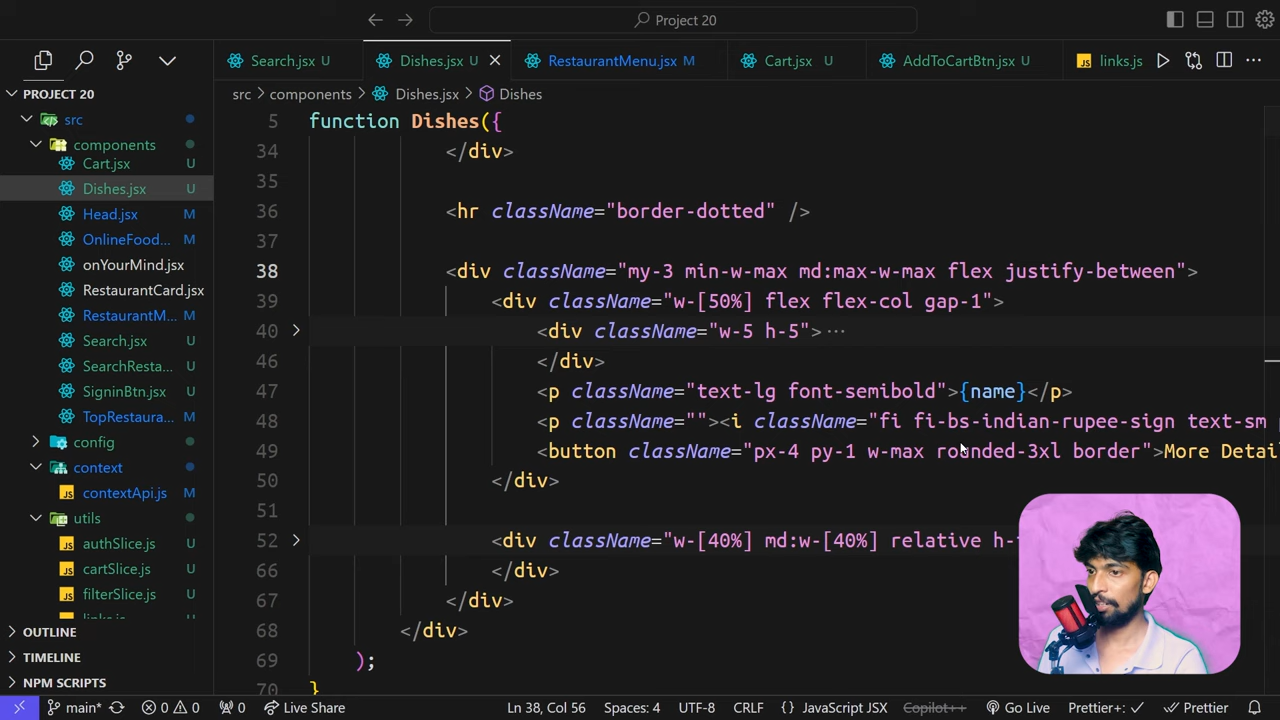 Project 20
Search.jsx U
Dishes.jsx U
RestaurantMenu.jsx M
Cart.jsx U
AddToCartBtn.jsx U
links.js
PROJECT 20
src
components
Cart.jsx U
Dishes.jsx U
Head.jsx M
OnlineFood... M
onYourMind.jsx
RestaurantCard.jsx
RestaurantM... M
Search.jsx U
SearchResta... U
SigninBtn.jsx U
TopRestaura... M
config
context
contextApi.js M
utils
authSlice.js U
cartSlice.js U
filterSlice.js U
links.js
OUTLINE
TIMELINE
NPM SCRIPTS
src > components > Dishes.jsx > Dishes
5 function Dishes({
34 </div>
35
36 <hr className="border-dotted" />
37
38 <div className="my-3 min-w-max md:max-w-max flex justify-between">
39 <div className="w-[50%] flex flex-col gap-1">
40 <div className="w-5 h-5">···
46 </div>
47 <p className="text-lg font-semibold">{name}</p>
48 <p className=""><i className="fi fi-bs-indian-rupee-sign text-sm
49 <button className="px-4 py-1 w-max rounded-3xl border">More Detai
50 </div>
51
52 <div className="w-[40%] md:w-[40%] relative h-
66 </div>
67 </div>
68 </div>
69 );
70 }
main* 0 0 0 Live Share Ln 38, Col 56 Spaces: 4 UTF-8 CRLF {} JavaScript JSX Copilot++ Go Live Prettier+: Prettier